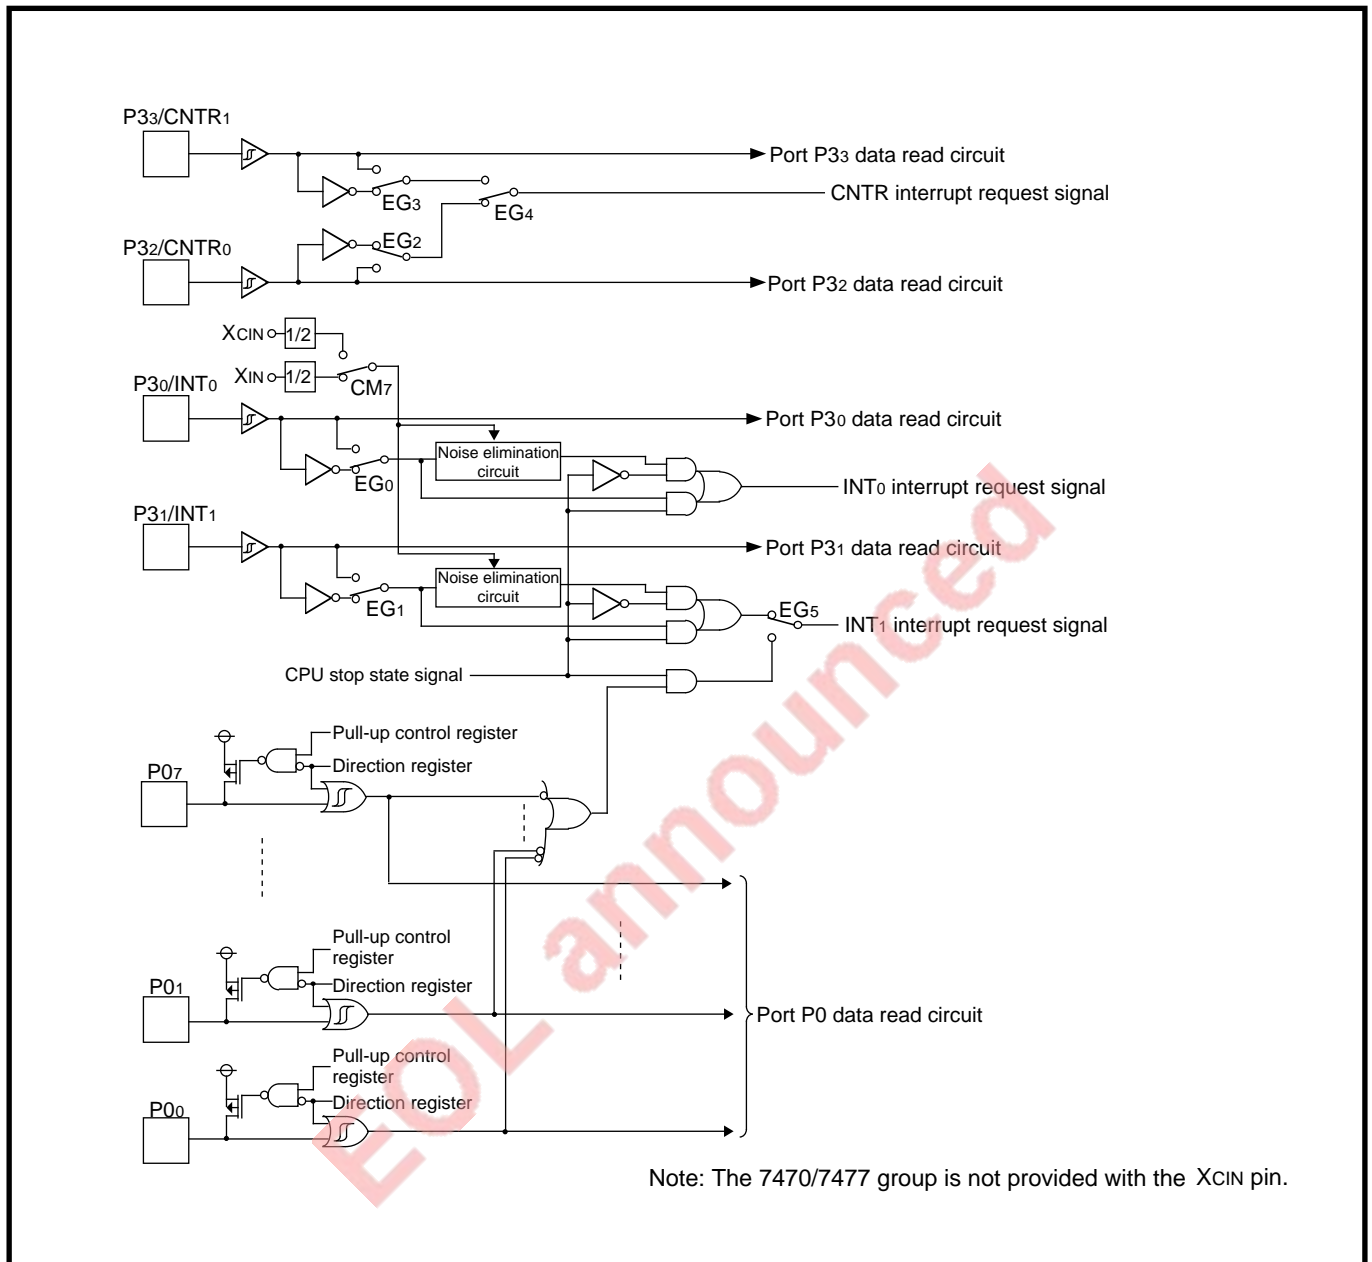 P33/CNTR1
Port P33 data read circuit
CNTR interrupt request signal
EG3
EG4
P32/CNTR0
EG2
Port P32 data read circuit
XCIN
1/2
XIN
1/2
CM7
P30/INT0
Port P30 data read circuit
Noise elimination
circuit
EG0
INT0 interrupt request signal
P31/INT1
Port P31 data read circuit
Noise elimination
circuit
EG1
EG5
INT1 interrupt request signal
CPU stop state signal
Pull-up control register
Direction register
P07
Pull-up control
register
Direction register
P01
Port P0 data read circuit
Pull-up control
register
Direction register
P00
Note: The 7470/7477 group is not provided with the XCIN pin.
EOL announced